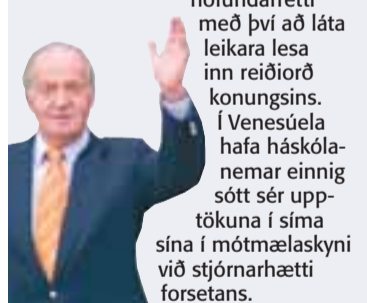 höfundarrétti
með því að láta
leikara lesa
inn reiðiorð
konungsins.
Í Venesúela
hafa háskóla-
nemar einnig
sótt sér upp-
tökuna í síma
sína í mótmælaskyni
við stjórnarhætti
forsetans.